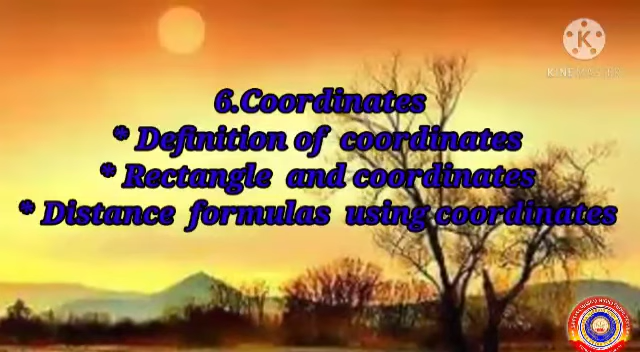 6.Coordinates
* Definition of coordinates
* Rectangle and coordinates
* Distance formulas using coordinates
K
KINEMASTER